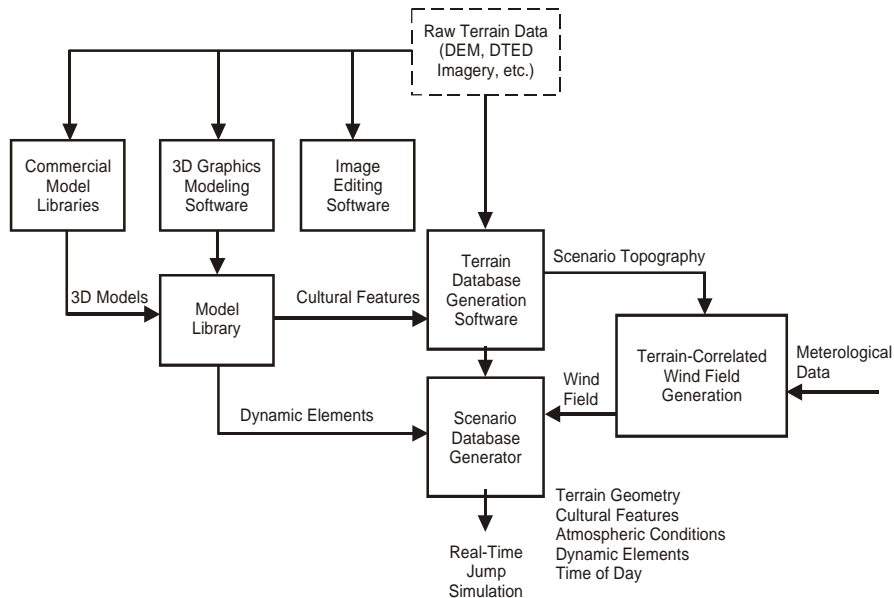 Raw Terrain Data
(DEM, DTED
Imagery, etc.)
Commercial
Model
Libraries
3D Graphics
Modeling
Software
Image
Editing
Software
Terrain
Database
Generation
Software
Scenario Topography
3D Models
Model
Library
Cultural Features
Terrain-Correlated
Wind Field
Generation
Meterological
Data
Wind
Field
Dynamic Elements
Scenario
Database
Generator
Terrain Geometry
Cultural Features
Atmospheric Conditions
Dynamic Elements
Time of Day
Real-Time
Jump
Simulation